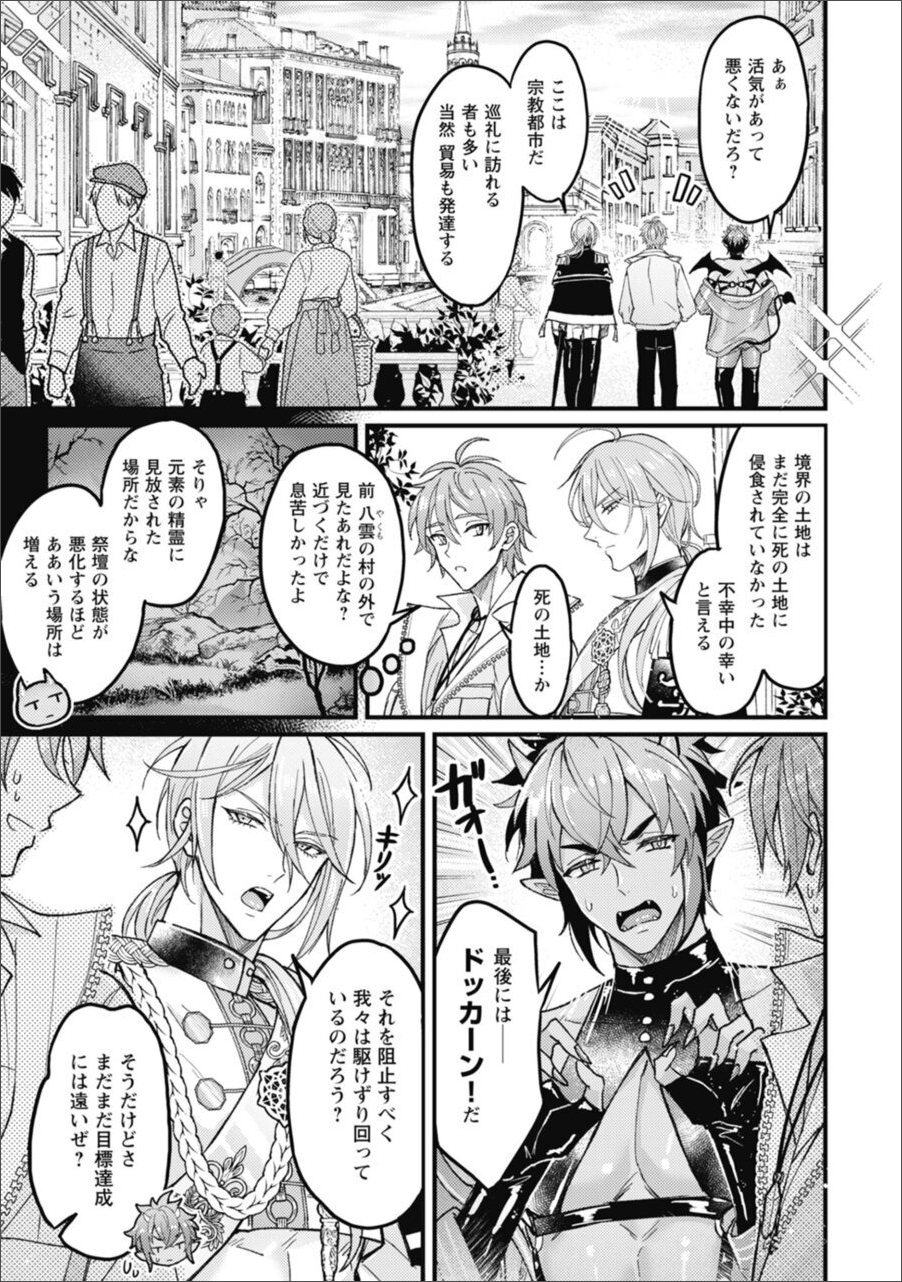 あぁ
活気があって
悪くないだろ?
ここは
宗教都市だ
巡礼に訪れる
者も多い
当然 貿易も発達する
境界の土地は
まだ完全に死の土地に
侵食されていなかった
不幸中の幸い
と言える
死の土地…か
前 八雲の村の外で
やくも
見たあれだよな?
近づくだけで
息苦しかったよ
そりゃ
元素の精霊に
見放された
場所だからな
祭壇の状態が
悪化するほど
ああいう場所は
増える
ガオー…
最後には――
ドッカーン!だ
キリッ
それを阻止すべく
我々は駆けずり回って
いるのだろう?
そうだけどさ
まだまだ目標達成
には遠いぜ?